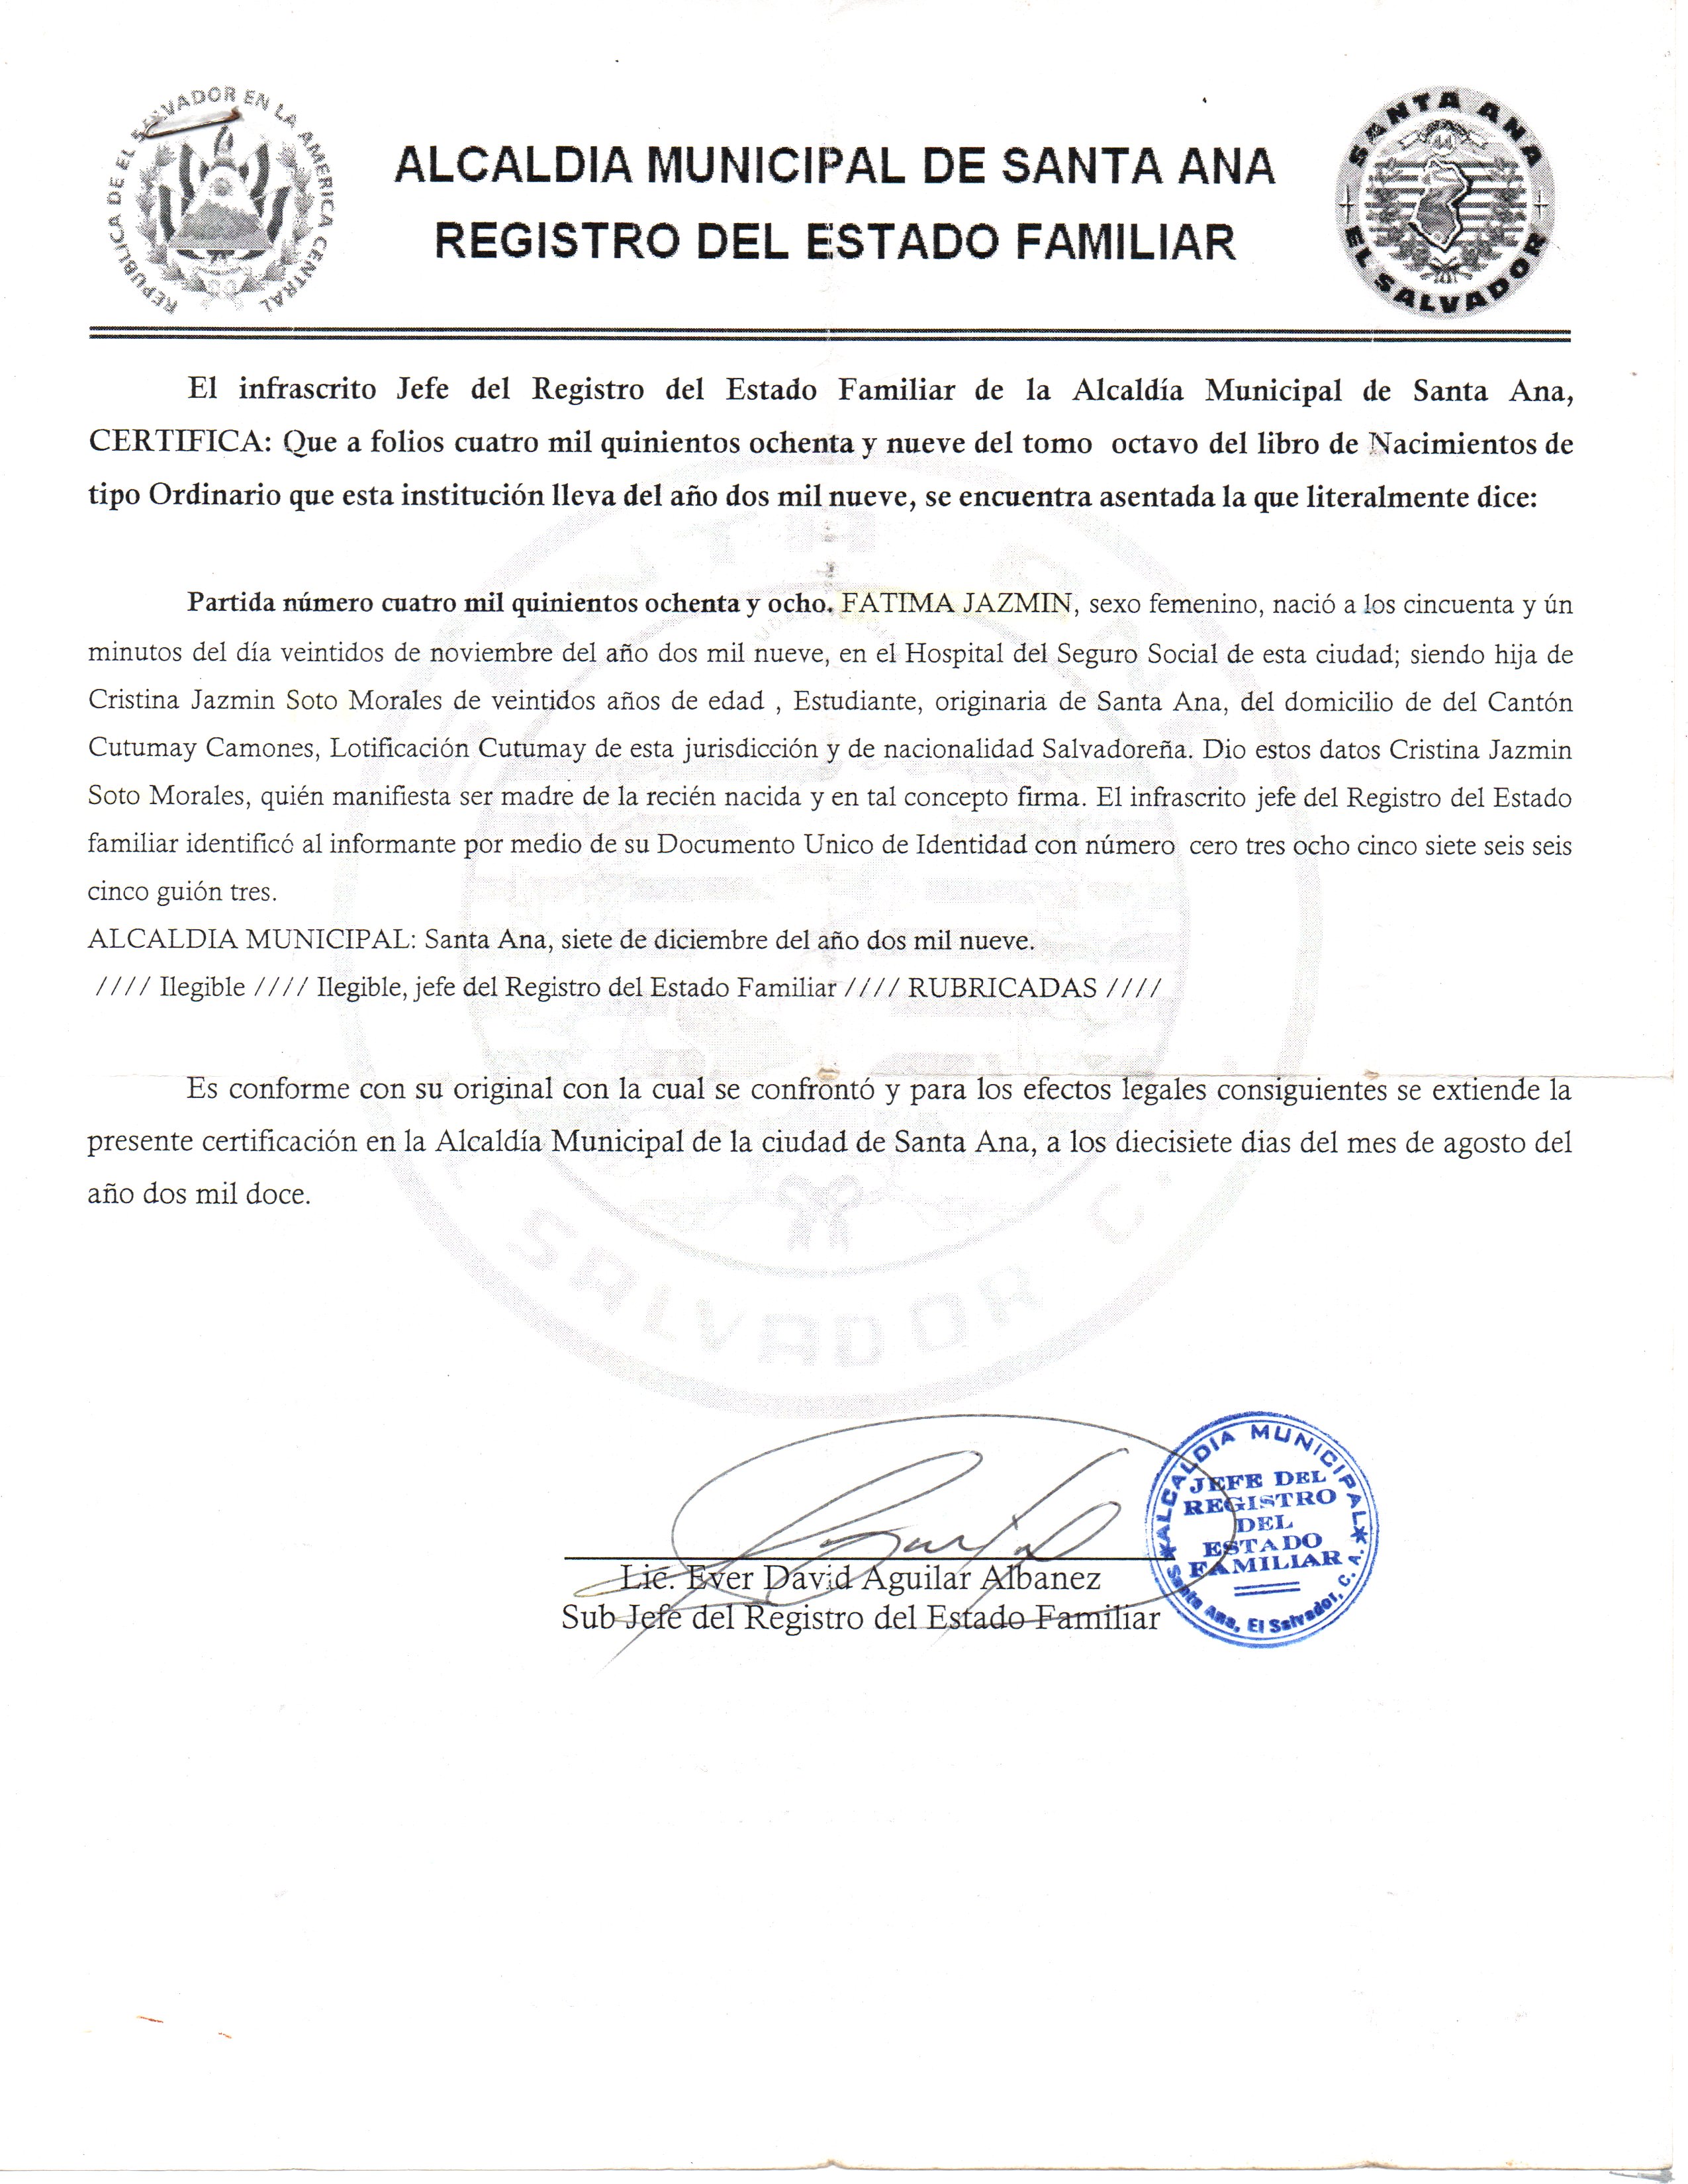 REPUBLICA DE EL SALVADOR EN LA AMERICA CENTRAL
ALCALDIA MUNICIPAL DE SANTA ANA
REGISTRO DEL ESTADO FAMILIAR
SANTA ANA
EL SALVADOR
El infrascrito Jefe del Registro del Estado Familiar de la Alcaldía Municipal de Santa Ana,
CERTIFICA: Que a folios cuatro mil quinientos ochenta y nueve del tomo octavo del libro de Nacimientos de
tipo Ordinario que esta institución lleva del año dos mil nueve, se encuentra asentada la que literalmente dice:
Partida número cuatro mil quinientos ochenta y ocho. FATIMA JAZMIN, sexo femenino, nació a los cincuenta y ún
minutos del día veintidos de noviembre del año dos mil nueve, en el Hospital del Seguro Social de esta ciudad; siendo hija de
Cristina Jazmin Soto Morales de veintidos años de edad , Estudiante, originaria de Santa Ana, del domicilio de del Cantón
Cutumay Camones, Lotificación Cutumay de esta jurisdicción y de nacionalidad Salvadoreña. Dio estos datos Cristina Jazmin
Soto Morales, quién manifiesta ser madre de la recién nacida y en tal concepto firma. El infrascrito jefe del Registro del Estado
familiar identificó al informante por medio de su Documento Unico de Identidad con número cero tres ocho cinco siete seis seis
cinco guión tres.
ALCALDIA MUNICIPAL: Santa Ana, siete de diciembre del año dos mil nueve.
//// Ilegible //// Ilegible, jefe del Registro del Estado Familiar //// RUBRICADAS ////
Es conforme con su original con la cual se confrontó y para los efectos legales consiguientes se extiende la
presente certificación en la Alcaldía Municipal de la ciudad de Santa Ana, a los diecisiete dias del mes de agosto del
año dos mil doce.
SALVADOR C.
Lic. Ever David Aguilar Albanez
Sub Jefe del Registro del Estado Familiar
ALCALDIA MUNICIPAL
JEFE DEL
REGISTRO
DEL
ESTADO
FAMILIAR
Santa Ana, El Salvador, C. A.